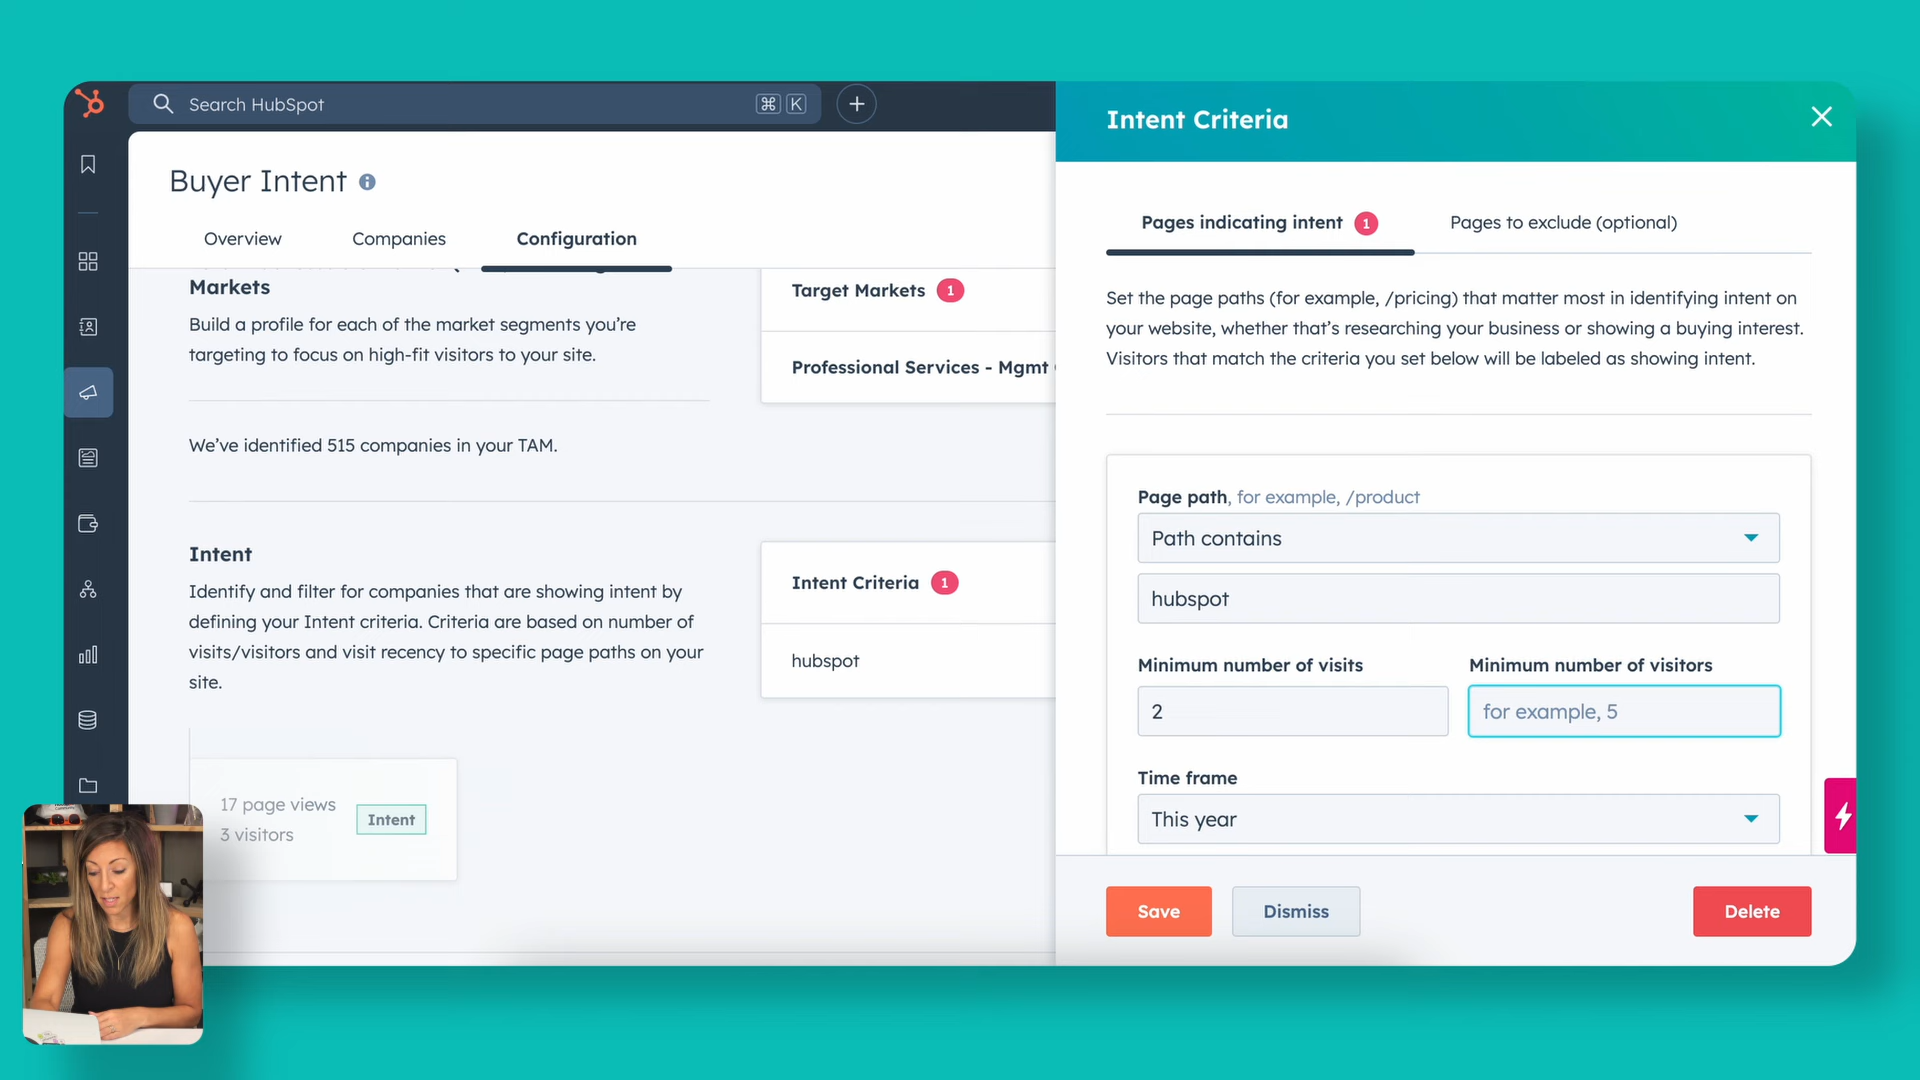 Search HubSpot
⌘ K
+
Buyer Intent
Overview
Companies
Configuration
Markets
Build a profile for each of the market segments you're
targeting to focus on high-fit visitors to your site.
We've identified 515 companies in your TAM.
Target Markets 1
Professional Services - Mgmt
Intent
Identify and filter for companies that are showing intent by
defining your Intent criteria. Criteria are based on number of
visits/visitors and visit recency to specific page paths on your
site.
Intent Criteria 1
hubspot
17 page views
3 visitors
Intent
Intent Criteria
Pages indicating intent 1
Pages to exclude (optional)
Set the page paths (for example, /pricing) that matter most in identifying intent on
your website, whether that's researching your business or showing a buying interest.
Visitors that match the criteria you set below will be labeled as showing intent.
Page path, for example, /product
Path contains
hubspot
Minimum number of visits
2
Minimum number of visitors
for example, 5
Time frame
This year
Save
Dismiss
Delete